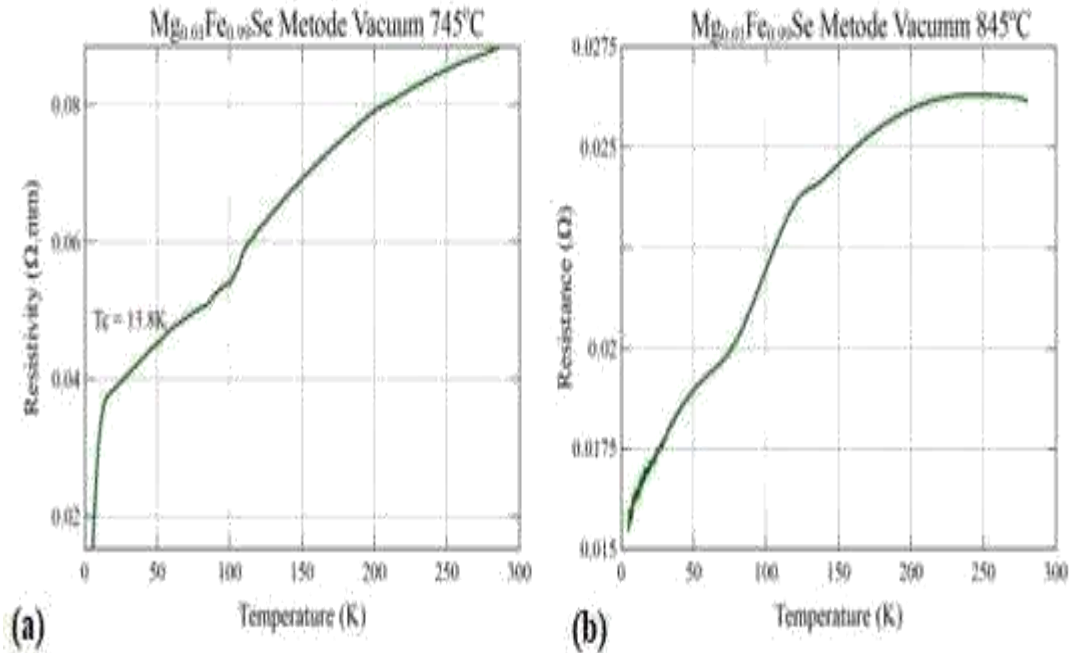 Mg₀.₀₁Fe₀.₉₉Se Metode Vacuum 745°C
0.08
0.06
0.04
0.02
Resistivity (Ω.mm)
Tc = 13.8K
0
50
100
150
200
250
300
Temperature (K)
(a)
Mg₀.₀₁Fe₀.₉₉Se Metode Vacumm 845°C
0.0275
0.025
0.02
0.0175
0.015
Resistance (Ω)
0
50
100
150
200
250
300
Temperature (K)
(b)